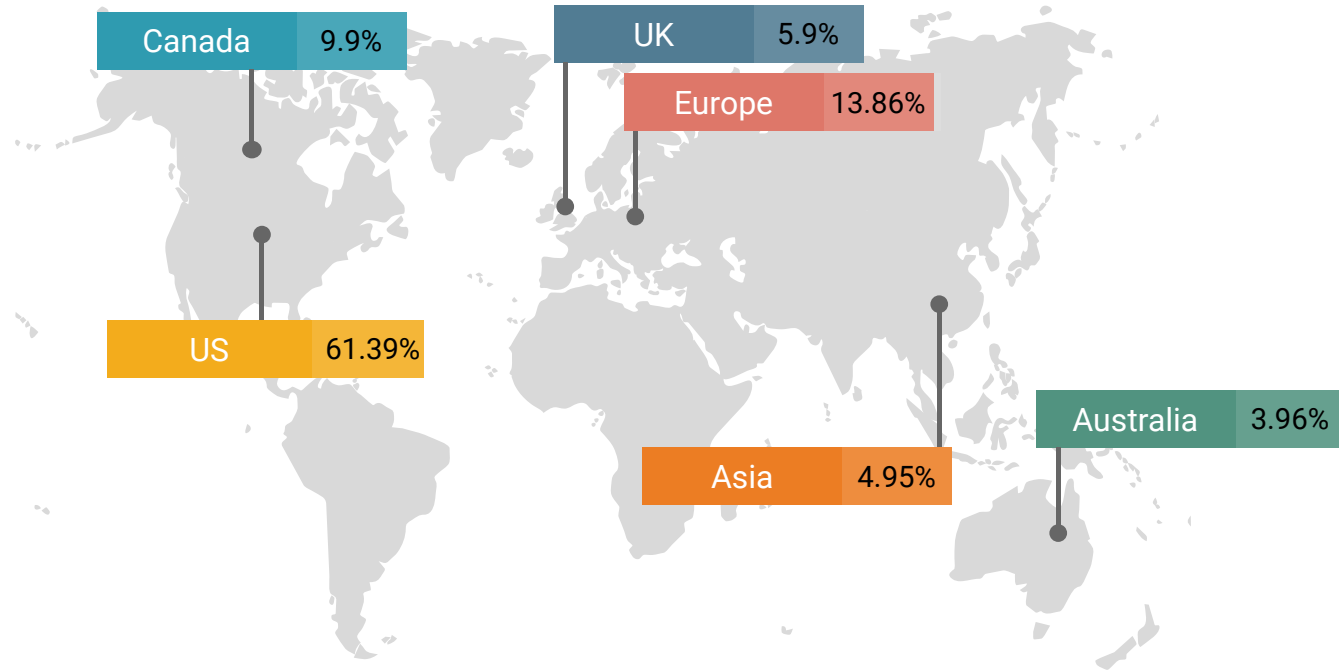 Canada 9.9%
UK 5.9%
Europe 13.86%
US 61.39%
Australia 3.96%
Asia 4.95%